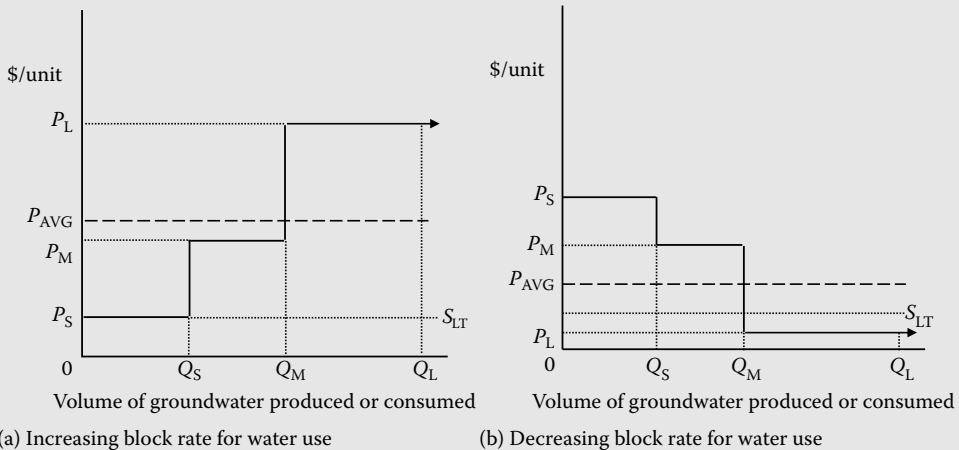 $/unit
P_L
P_AVG
P_M
P_S
S_LT
0
Q_S
Q_M
Q_L
Volume of groundwater produced or consumed
(a) Increasing block rate for water use
$/unit
P_S
P_M
P_AVG
S_LT
P_L
0
Q_S
Q_M
Q_L
Volume of groundwater produced or consumed
(b) Decreasing block rate for water use